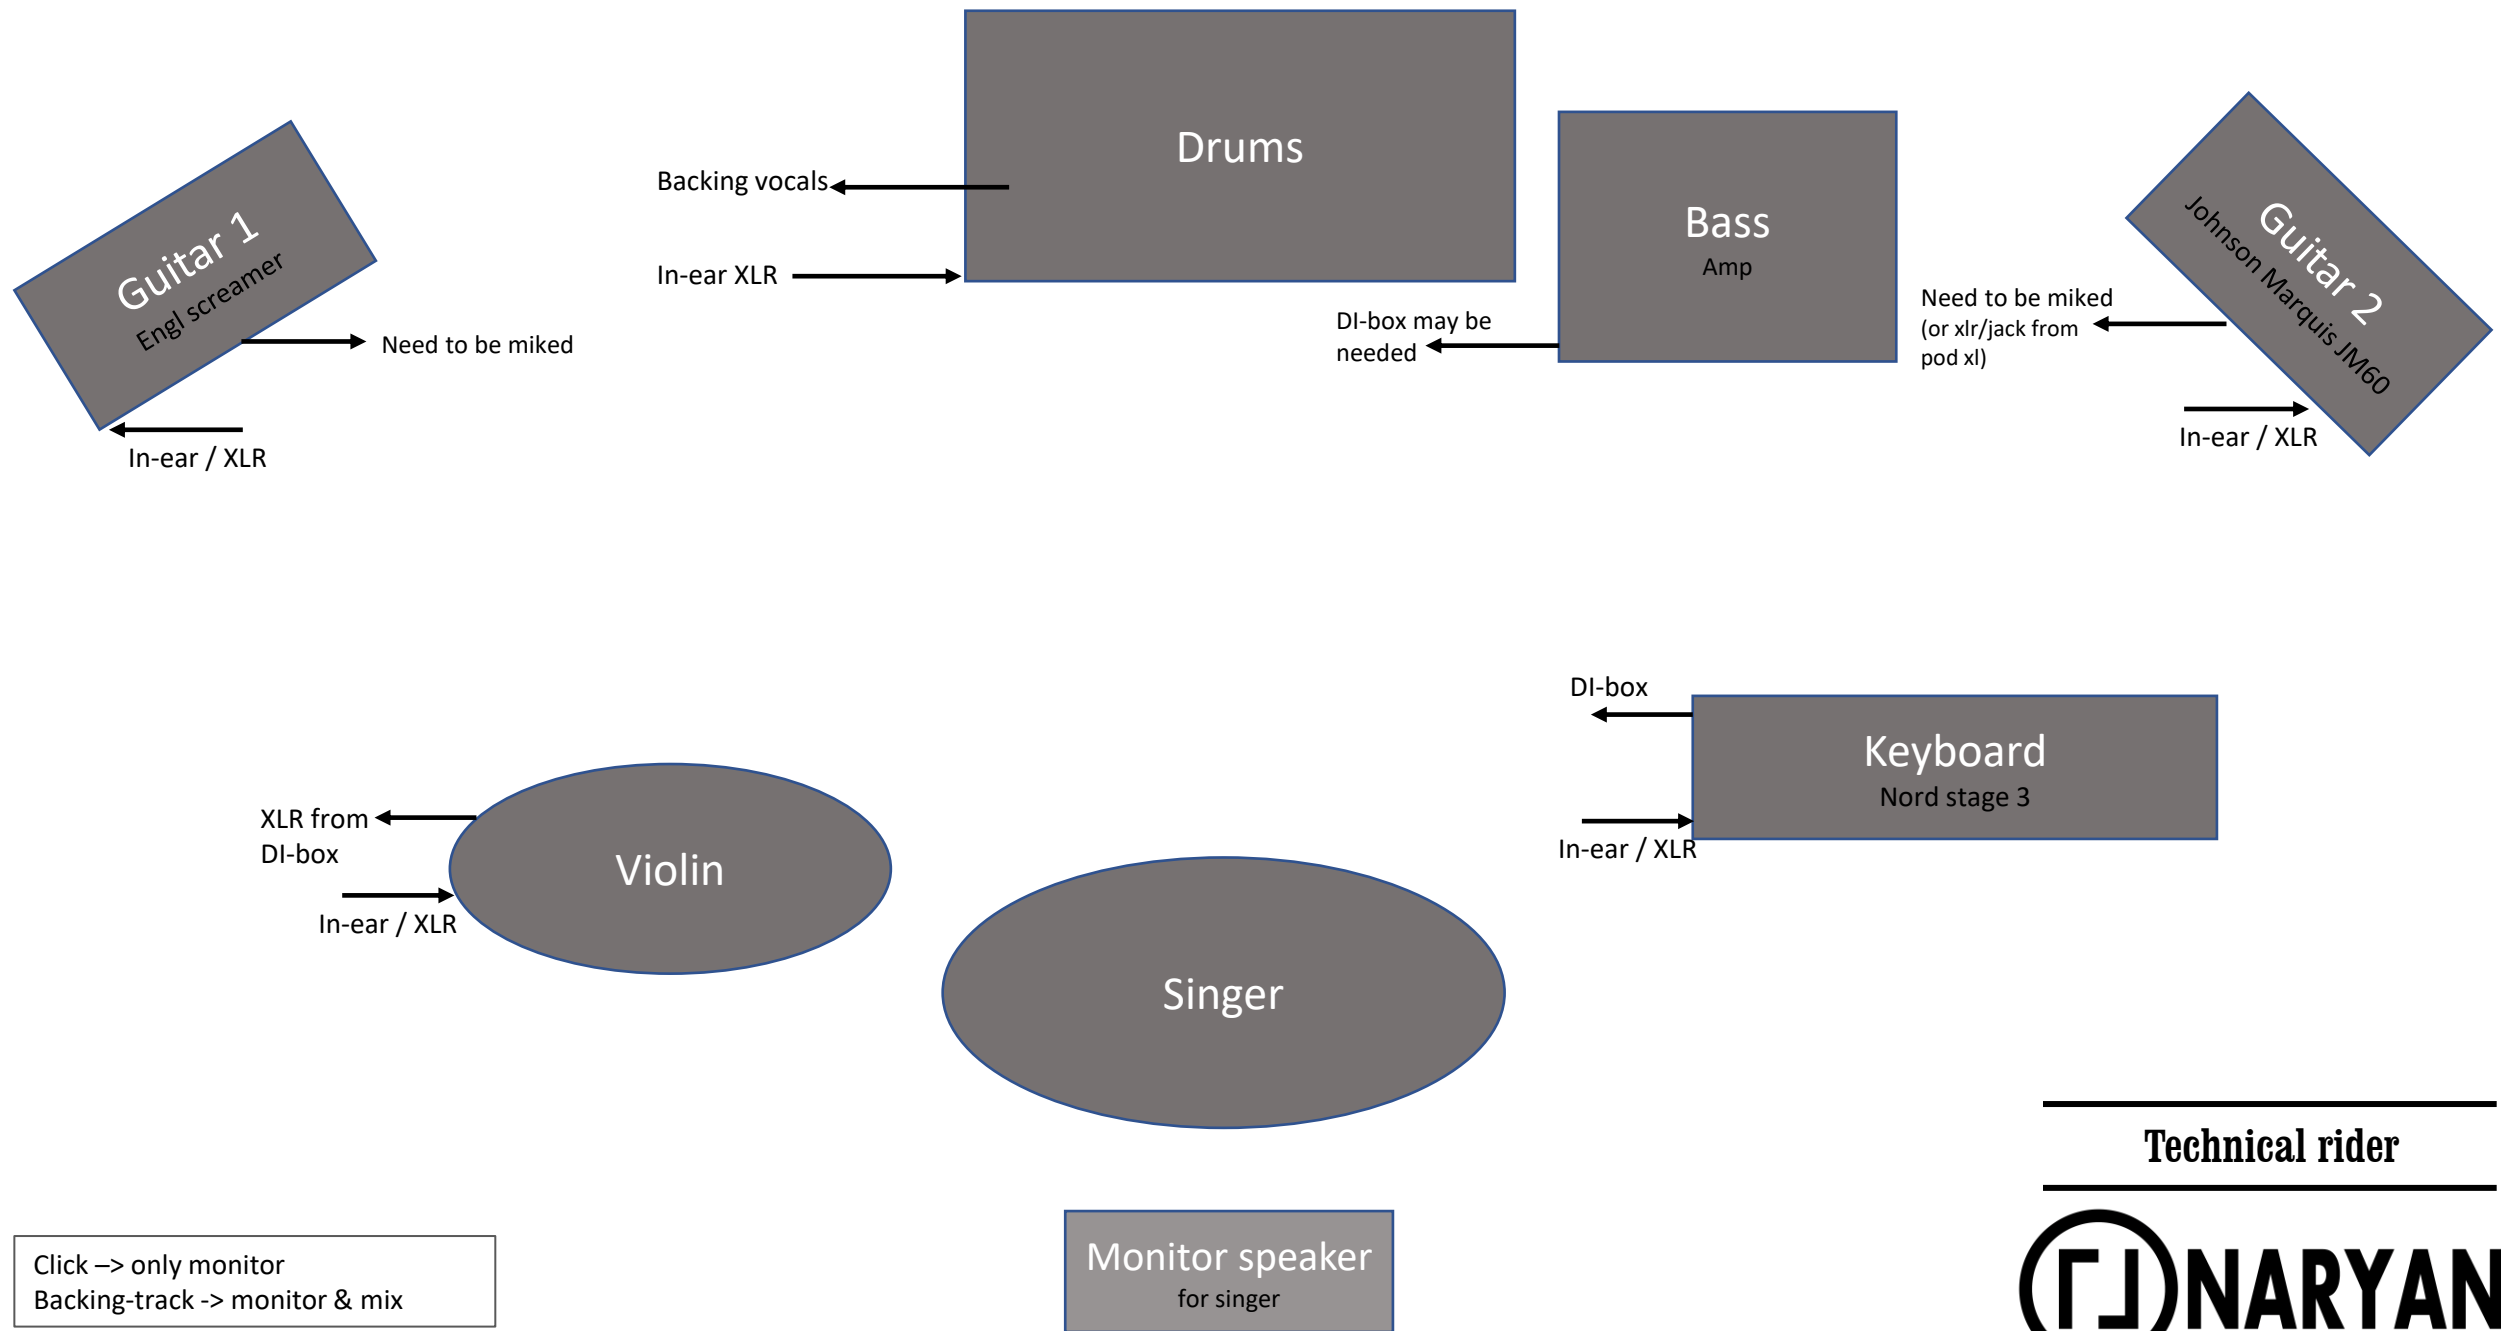 Drums
Backing vocals
In-ear XLR
Guitar 1
Engl screamer
Need to be miked
In-ear / XLR
Bass
Amp
DI-box may be
needed
Guitar 2
Johnson Marquis JM60
Need to be miked
(or xlr/jack from
pod xl)
In-ear / XLR
DI-box
Keyboard
Nord stage 3
In-ear / XLR
XLR from
DI-box
Violin
In-ear / XLR
Singer
Technical rider
NARYAN
Monitor speaker
for singer
Click –> only monitor
Backing-track -> monitor & mix